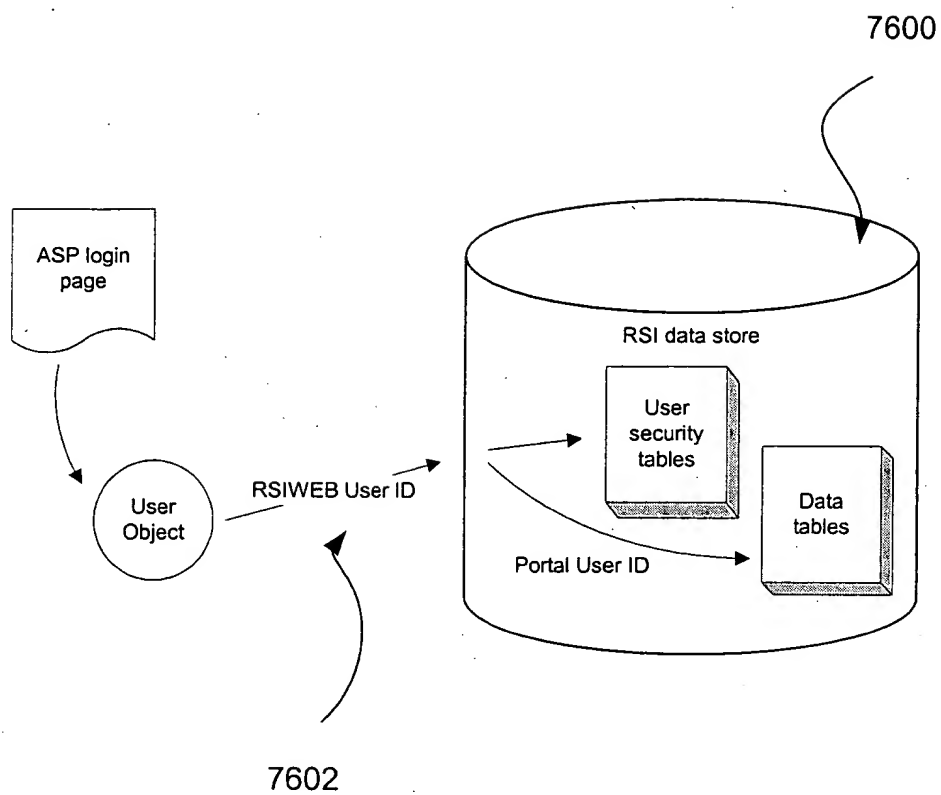 7600
ASP login
page
RSI data store
User
security
tables
User
Object
RSIWEB User ID
Data
tables
Portal User ID
7602